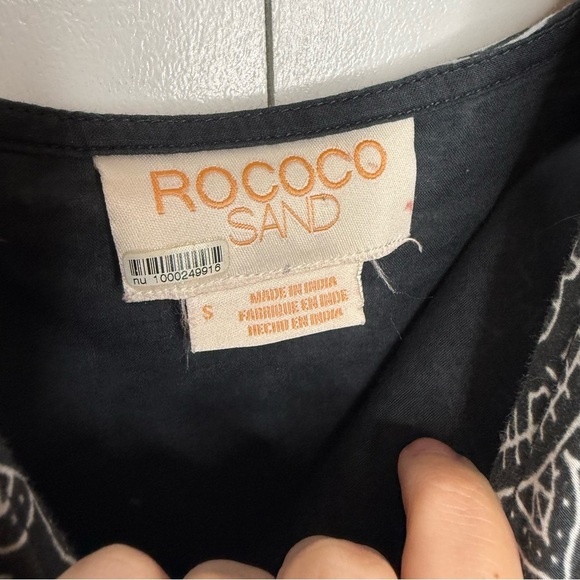 ROCOCO
SAND
nu 1000249916
S
MADE IN INDIA
FABRIQUE EN INDE
HECHO EN INDIA